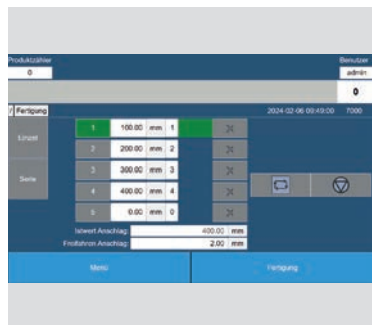 Produktzähler Benutzer
0 admin
0
/ Fertigung 2024-02-06 09:49:00 7000
Einzel
1 100.00 mm 1
2 200.00 mm 2
3 300.00 mm 3
Serie
4 400.00 mm 4
5 0.00 mm 0
Istwert Anschlag: 400.00 mm
Freifahren Anschlag: 2.00 mm
Menü Fertigung